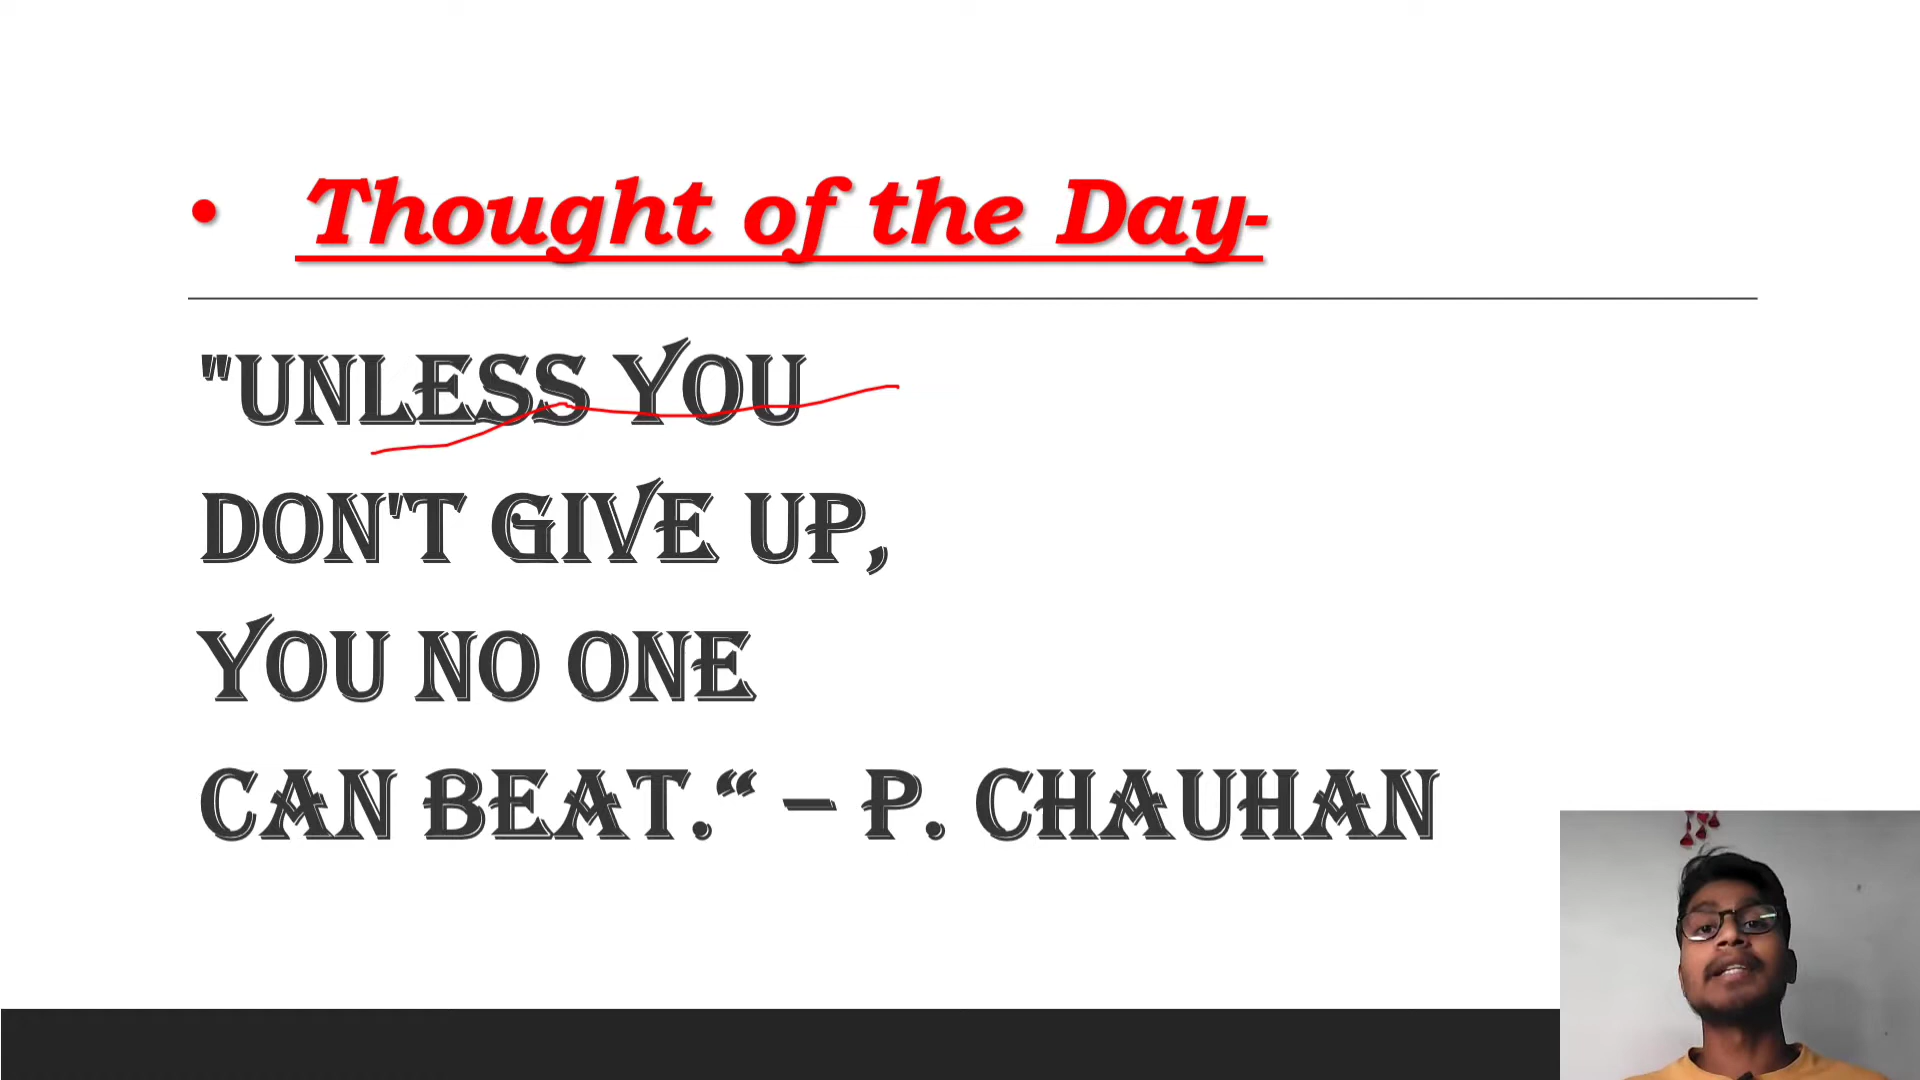 • Thought of the Day-
"UNLESS YOU
DON'T GIVE UP,
YOU NO ONE
CAN BEAT.“ – P. CHAUHAN